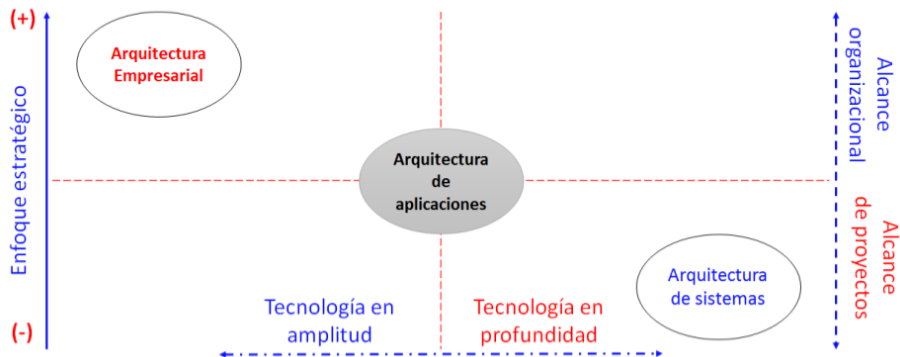 (+)
Enfoque estratégico
(-)
Arquitectura
Empresarial
Arquitectura
de
aplicaciones
Arquitectura
de sistemas
Tecnología en
amplitud
Tecnología en
profundidad
Alcance
organizacional
Alcance
de proyectos